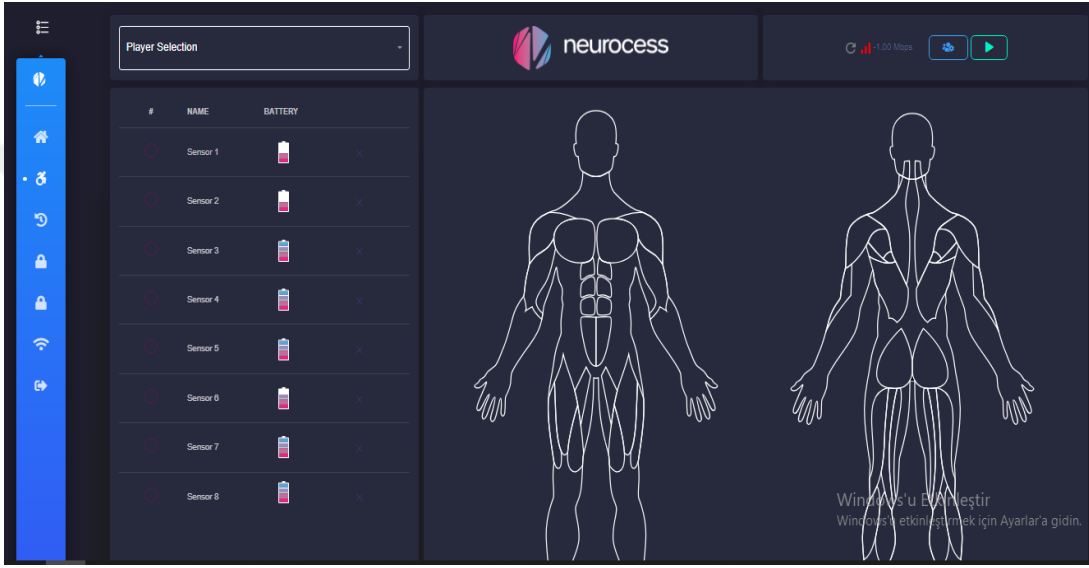 Player Selection
neurocess
-1.00 Mbps
# NAME BATTERY
Sensor 1
Sensor 2
Sensor 3
Sensor 4
Sensor 5
Sensor 6
Sensor 7
Sensor 8
Windows'u Etkinleştir
Windows'u etkinleştirmek için Ayarlar'a gidin.